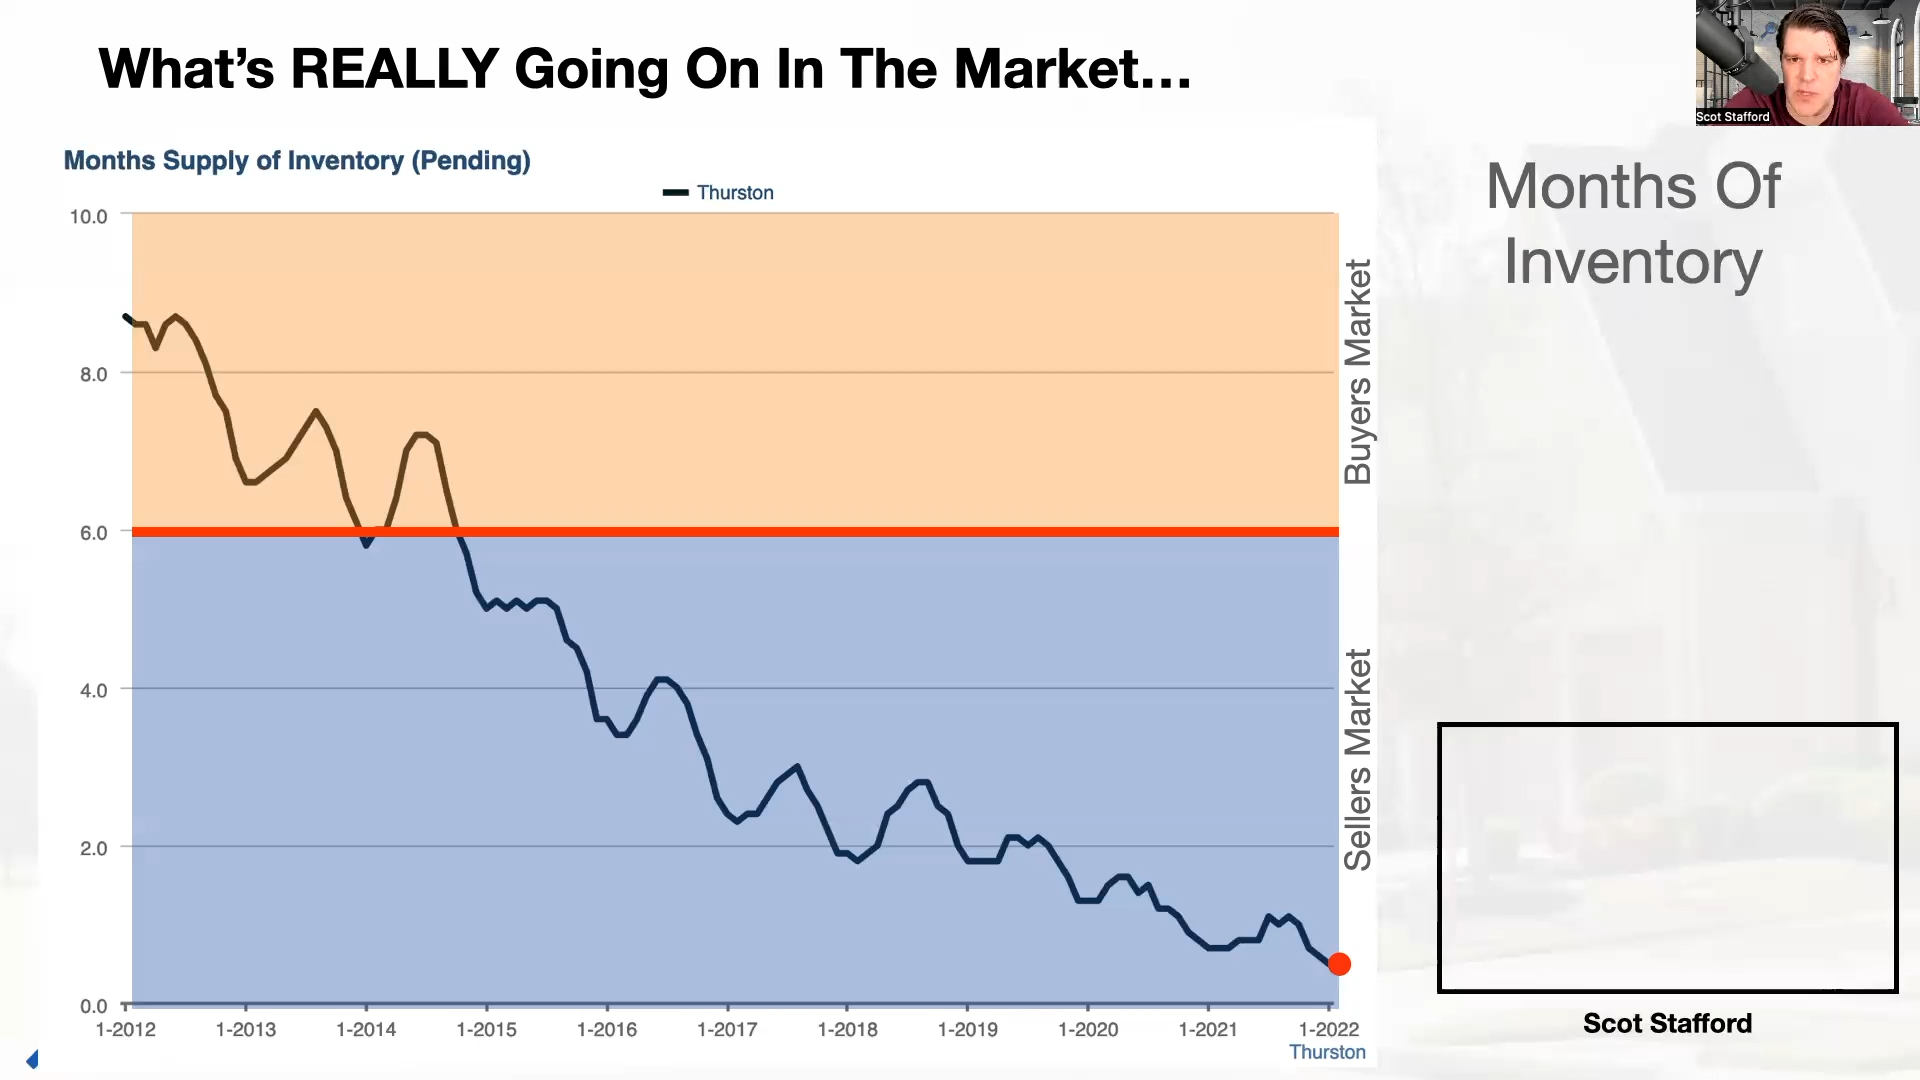 What's REALLY Going On In The Market...
Scot Stafford
Months Supply of Inventory (Pending)
Thurston
Months Of
Inventory
10.0
8.0
6.0
4.0
2.0
0.0
Buyers Market
Sellers Market
1-2012 1-2013 1-2014 1-2015 1-2016 1-2017 1-2018 1-2019 1-2020 1-2021 1-2022
Thurston
Scot Stafford